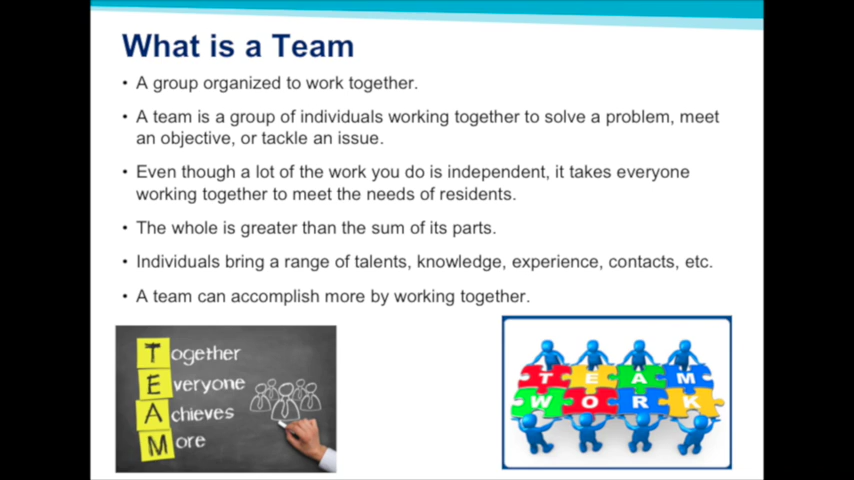 What is a Team
• A group organized to work together.
• A team is a group of individuals working together to solve a problem, meet
an objective, or tackle an issue.
• Even though a lot of the work you do is independent, it takes everyone
working together to meet the needs of residents.
• The whole is greater than the sum of its parts.
• Individuals bring a range of talents, knowledge, experience, contacts, etc.
• A team can accomplish more by working together.
Together
Everyone
Achieves
More
TEAM
WORK